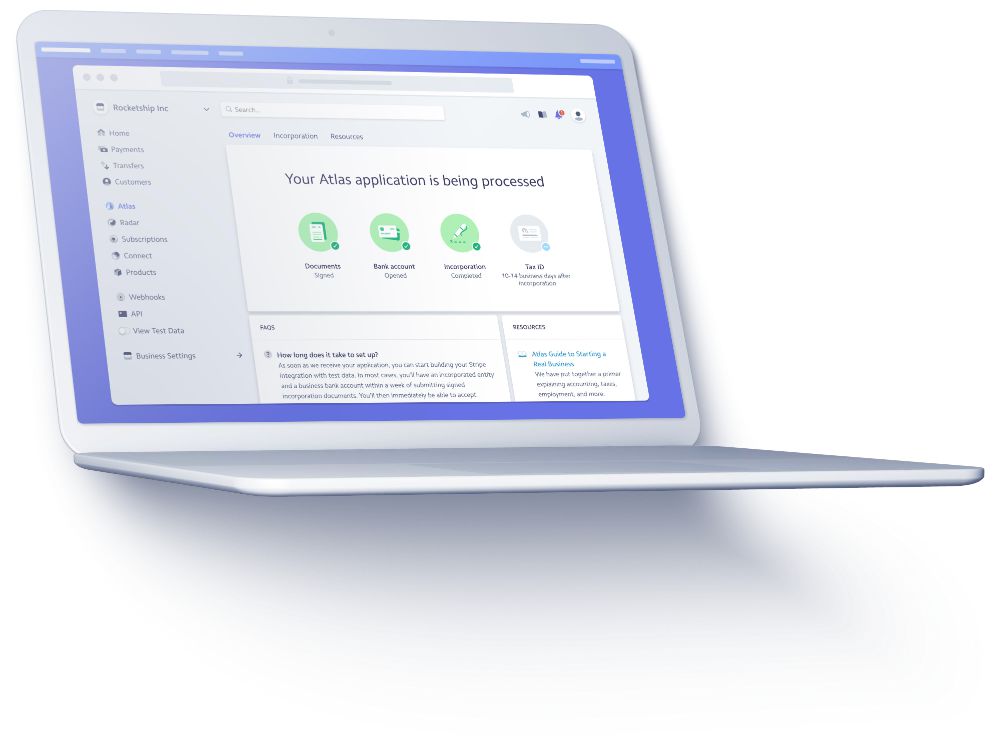 Rocketship Inc
Search...
Home
Payments
Transfers
Customers
Atlas
Radar
Subscriptions
Connect
Products
Webhooks
API
View Test Data
Business Settings
Overview Incorporation Resources
Your Atlas application is being processed
Documents
Signed
Bank account
Opened
Incorporation
Completed
Tax ID
10-14 business days after
incorporation
FAQS
How long does it take to set up?
As soon as we receive your application, you can start building your Stripe
integration with test data. In most cases, you'll have an incorporated entity
and a business bank account within a week of submitting signed
incorporation documents. You'll then immediately be able to accept
RESOURCES
Atlas Guide to Starting a
Real Business
We have put together a primer
explaining accounting, taxes,
employment, and more.